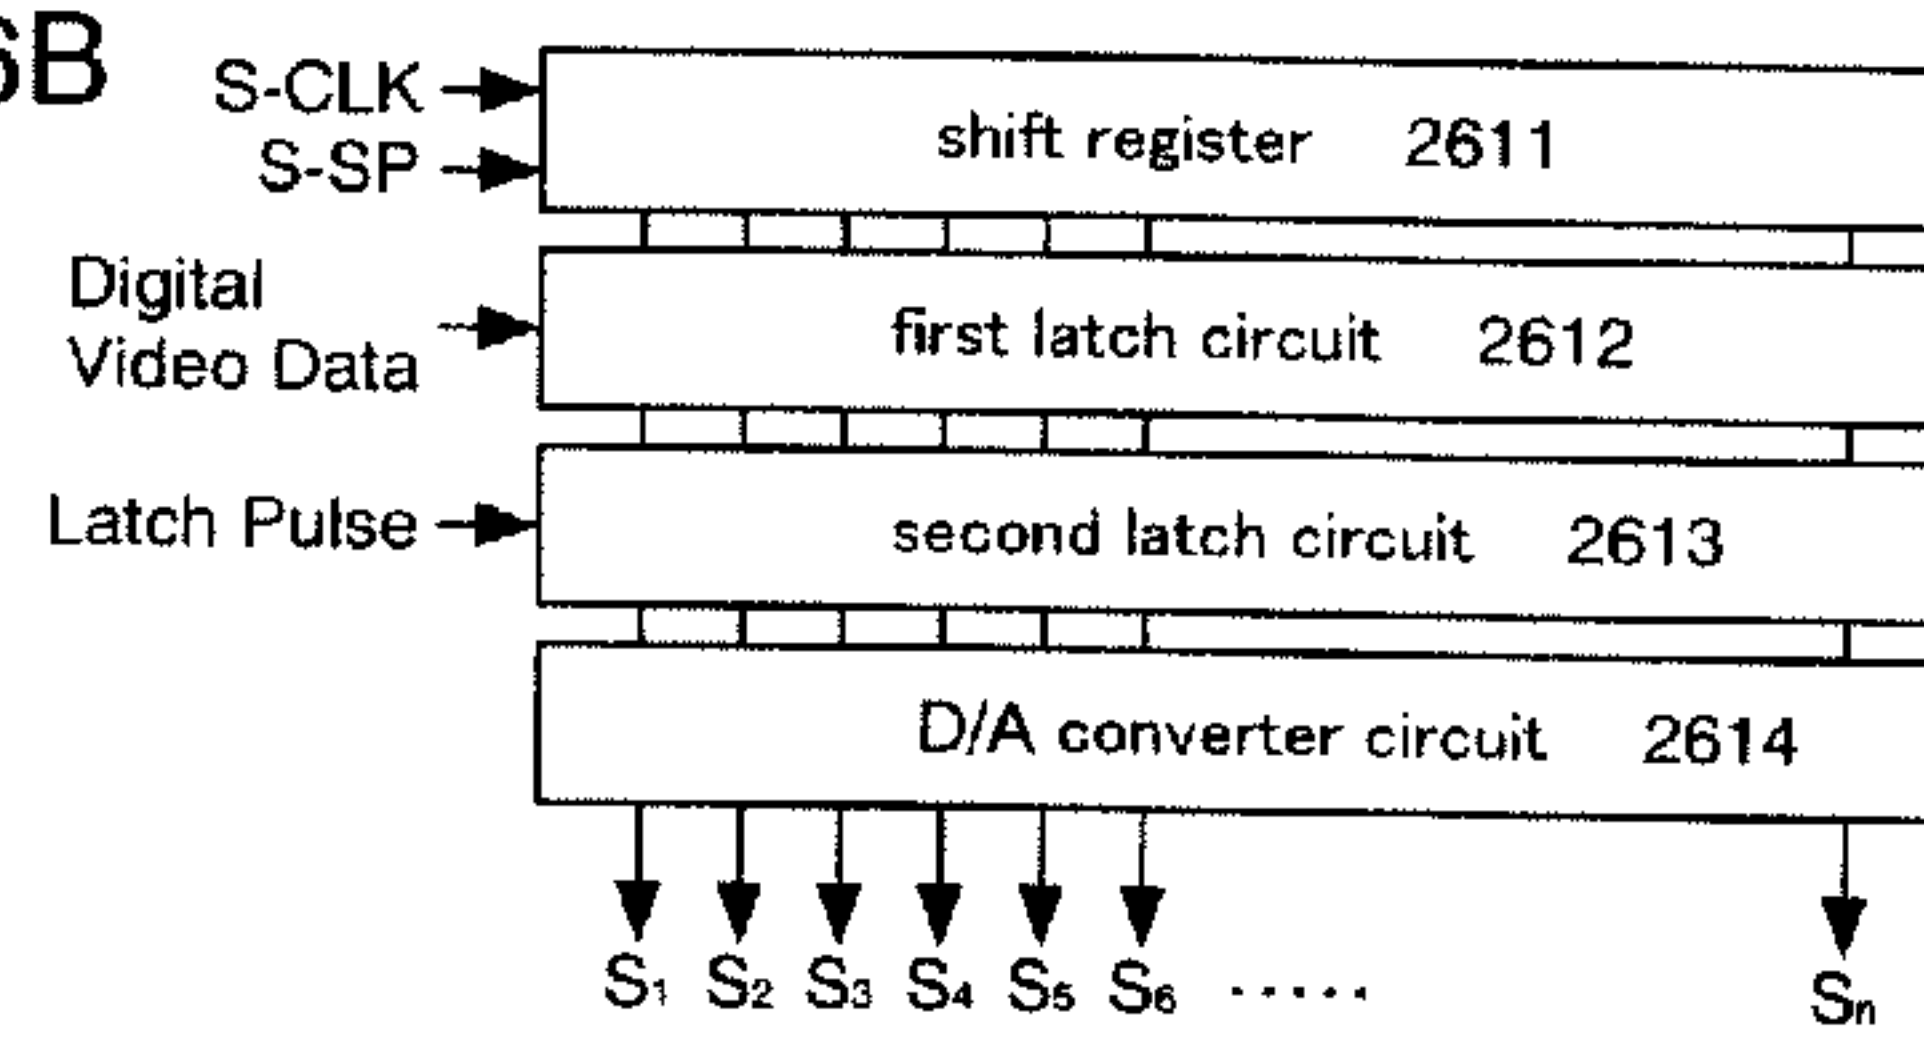 6B
S-CLK
S-SP
shift register 2611
Digital
Video Data
first latch circuit 2612
Latch Pulse
second latch circuit 2613
D/A converter circuit 2614
S1 S2 S3 S4 S5 S6 ..... Sn